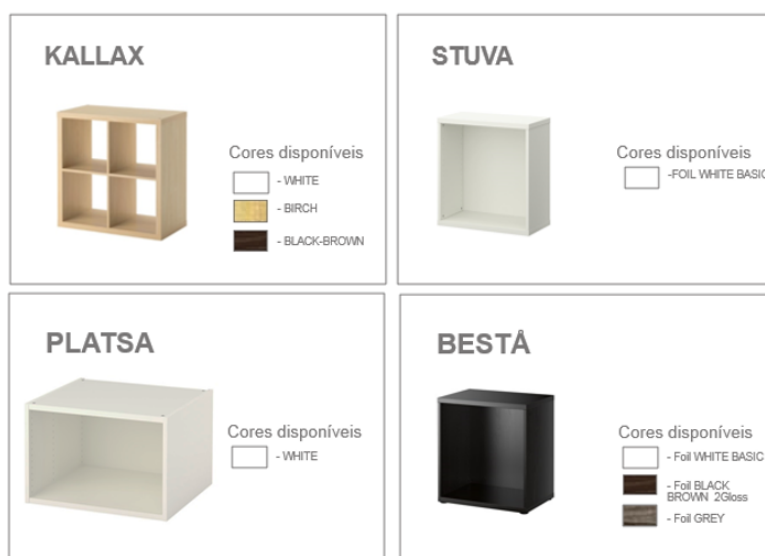 KALLAX
Cores disponíveis
- WHITE
- BIRCH
- BLACK-BROWN
STUVA
Cores disponíveis
-FOIL WHITE BASIC
PLATSA
Cores disponíveis
- WHITE
BESTÅ
Cores disponíveis
- Foil WHITE BASIC
- Foil BLACK
BROWN 2Gloss
- Foil GREY